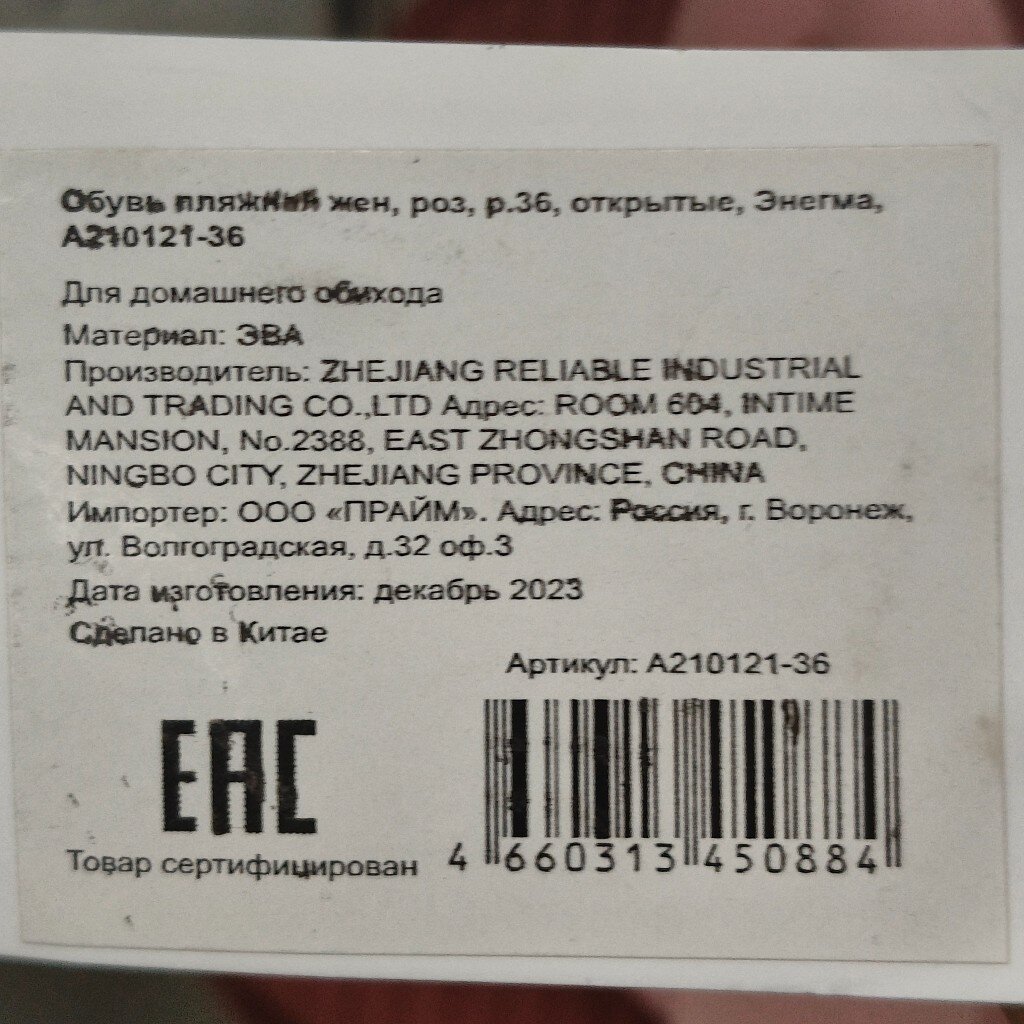 Обувь пляжная жен, роз, р.36, открытые, Энегма,
А210121-36
Для домашнего обихода
Материал: ЭВА
Производитель: ZHEJIANG RELIABLE INDUSTRIAL
AND TRADING CO.,LTD Адрес: ROOM 604, INTIME
MANSION, No.2388, EAST ZHONGSHAN ROAD,
NINGBO CITY, ZHEJIANG PROVINCE, CHINA
Импортер: ООО «ПРАЙМ». Адрес: Россия, г. Воронеж,
ул. Волгоградская, д.32 оф.3
Дата изготовления: декабрь 2023
Сделано в Китае
Артикул: А210121-36
EAC
Товар сертифицирован
4 660313 450884